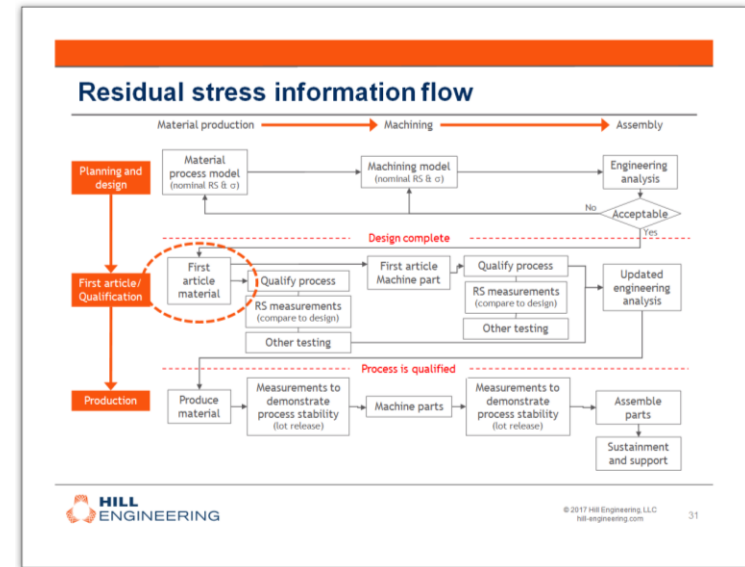 Residual stress information flow
Material production
Machining
Assembly
Planning and
design
Material
process model
(nominal RS & σ)
Machining model
(nominal RS & σ)
Engineering
analysis
No
Acceptable
Yes
Design complete
First article/
Qualification
First
article
material
Qualify process
RS measurements
(compare to design)
Other testing
First article
Machine part
Qualify process
RS measurements
(compare to design)
Other testing
Updated
engineering
analysis
Process is qualified
Production
Produce
material
Measurements to
demonstrate
process stability
(lot release)
Machine parts
Measurements to
demonstrate
process stability
(lot release)
Assemble
parts
Sustainment
and support
HILL
ENGINEERING
© 2017 Hill Engineering, LLC
hill-engineering.com
31